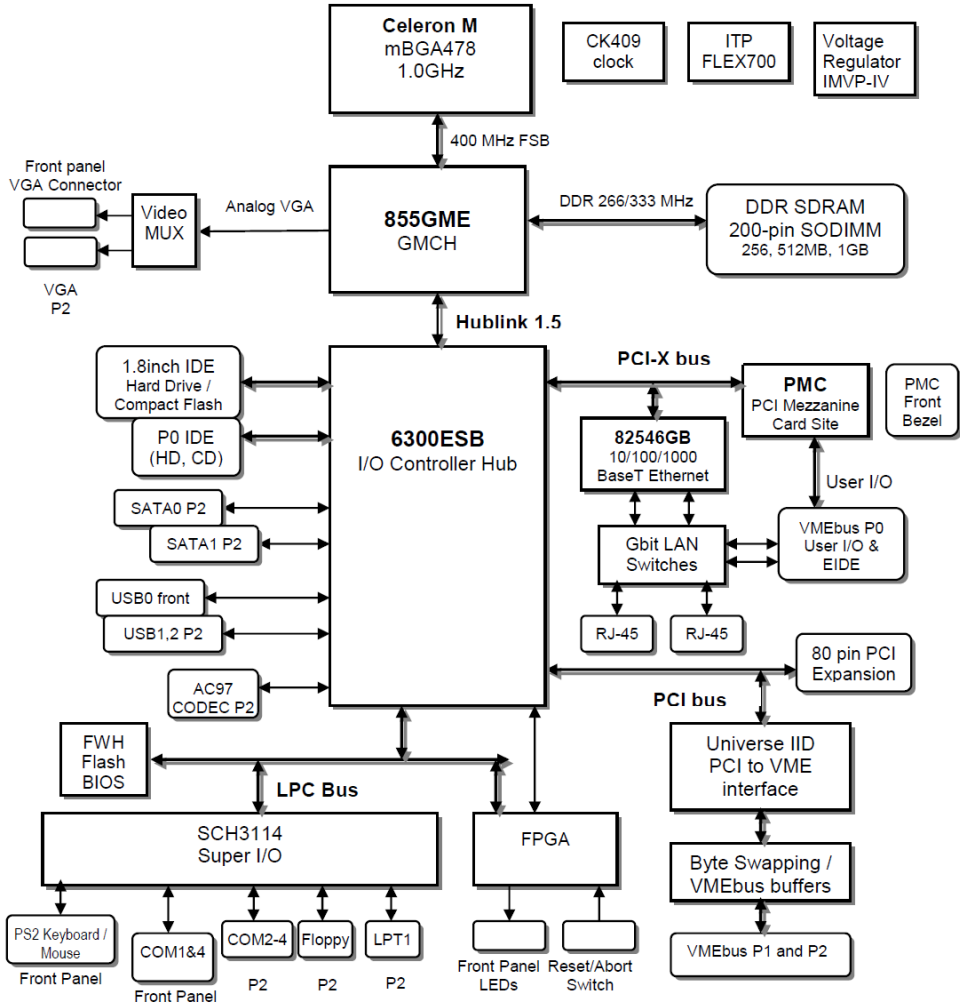 Celeron M
mBGA478
1.0GHz
CK409
clock
ITP
FLEX700
Voltage
Regulator
IMVP-IV
400 MHz FSB
Front panel
VGA Connector
Video
MUX
Analog VGA
855GME
GMCH
DDR 266/333 MHz
DDR SDRAM
200-pin SODIMM
256, 512MB, 1GB
VGA
P2
Hublink 1.5
1.8inch IDE
Hard Drive /
Compact Flash
P0 IDE
(HD, CD)
SATA0 P2
SATA1 P2
USB0 front
USB1,2 P2
AC97
CODEC P2
6300ESB
I/O Controller Hub
PCI-X bus
PMC
PCI Mezzanine
Card Site
PMC
Front
Bezel
82546GB
10/100/1000
BaseT Ethernet
User I/O
Gbit LAN
Switches
VMEbus P0
User I/O &
EIDE
RJ-45
RJ-45
80 pin PCI
Expansion
PCI bus
FWH
Flash
BIOS
LPC Bus
Universe IID
PCI to VME
interface
SCH3114
Super I/O
FPGA
Byte Swapping /
VMEbus buffers
PS2 Keyboard /
Mouse
Front Panel
COM1&4
Front Panel
COM2-4
P2
Floppy
P2
LPT1
P2
Front Panel
LEDs
Reset/Abort
Switch
VMEbus P1 and P2